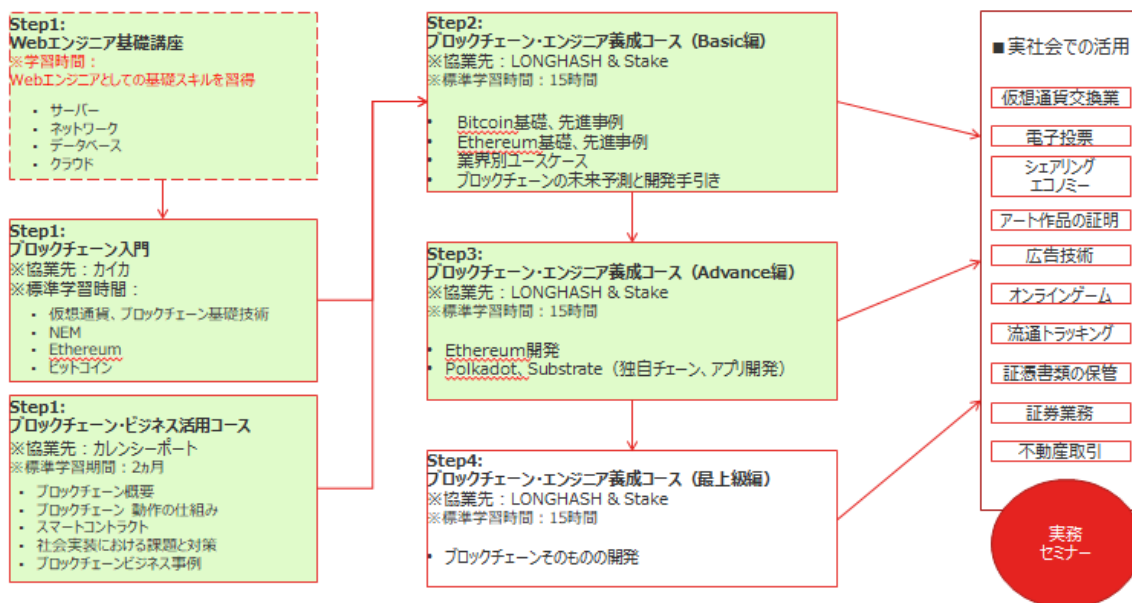 Step1:
Webエンジニア基礎講座
※学習時間：
Webエンジニアとしての基礎スキルを習得
• サーバー
• ネットワーク
• データベース
• クラウド
Step1:
ブロックチェーン入門
※協業先：カイカ
※標準学習時間：
• 仮想通貨、ブロックチェーン基礎技術
• NEM
• Ethereum
• ビットコイン
Step1:
ブロックチェーン・ビジネス活用コース
※協業先：カレンシーポート
※標準学習期間：2ヵ月
• ブロックチェーン概要
• ブロックチェーン 動作の仕組み
• スマートコントラクト
• 社会実装における課題と対策
• ブロックチェーンビジネス事例
Step2:
ブロックチェーン・エンジニア養成コース（Basic編）
※協業先：LONGHASH & Stake
※標準学習時間：15時間
• Bitcoin基礎、先進事例
• Ethereum基礎、先進事例
• 業界別ユースケース
• ブロックチェーンの未来予測と開発手引き
Step3:
ブロックチェーン・エンジニア養成コース（Advance編）
※協業先：LONGHASH & Stake
※標準学習時間：15時間
• Ethereum開発
• Polkadot、Substrate（独自チェーン、アプリ開発）
Step4:
ブロックチェーン・エンジニア養成コース（最上級編）
※協業先：LONGHASH & Stake
※標準学習時間：15時間
• ブロックチェーンそのものの開発
■実社会での活用
仮想通貨交換業
電子投票
シェアリング
エコノミー
アート作品の証明
広告技術
オンラインゲーム
流通トラッキング
証憑書類の保管
証券業務
不動産取引
実務
セミナー